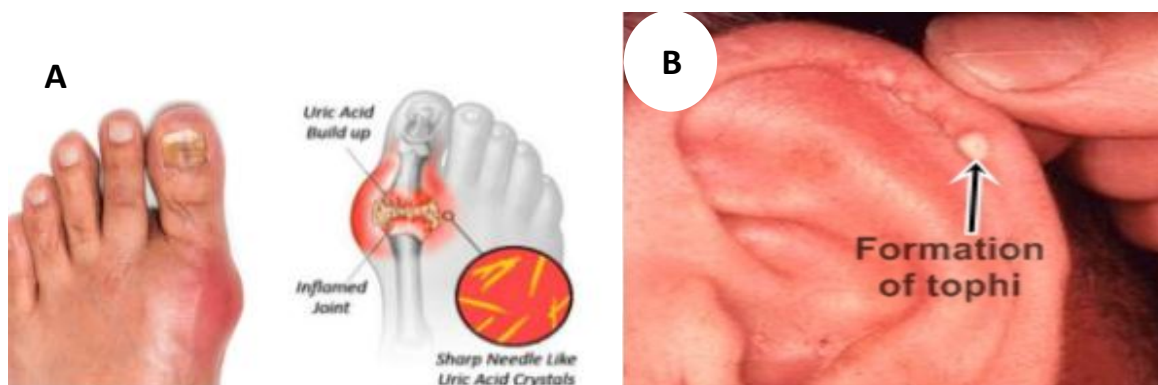 A
Uric Acid
Build up
Inflamed
Joint
Sharp Needle Like
Uric Acid Crystals
B
Formation
of tophi